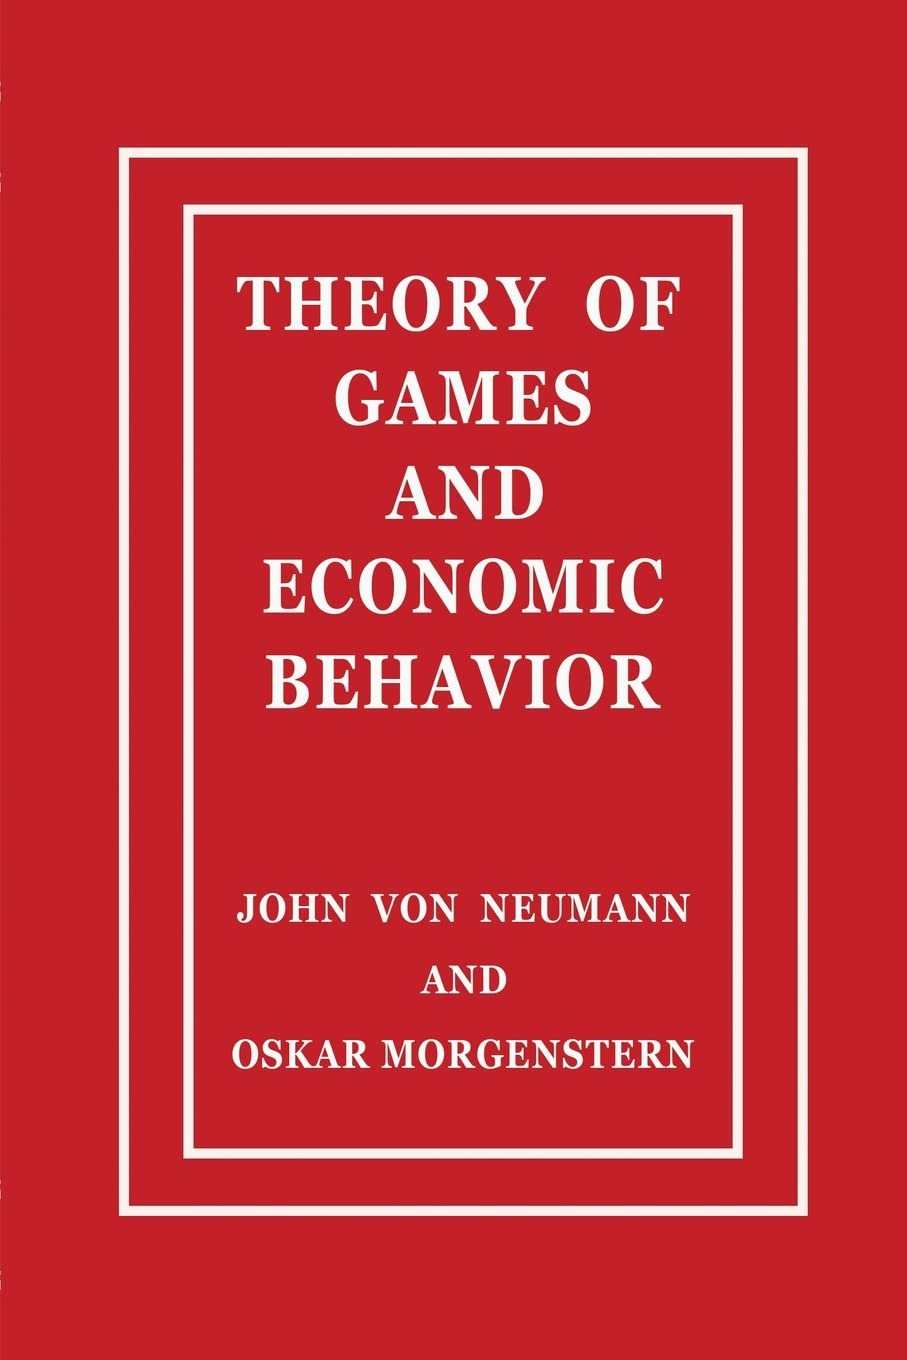 THEORY OF
GAMES
AND
ECONOMIC
BEHAVIOR
JOHN VON NEUMANN
AND
OSKAR MORGENSTERN